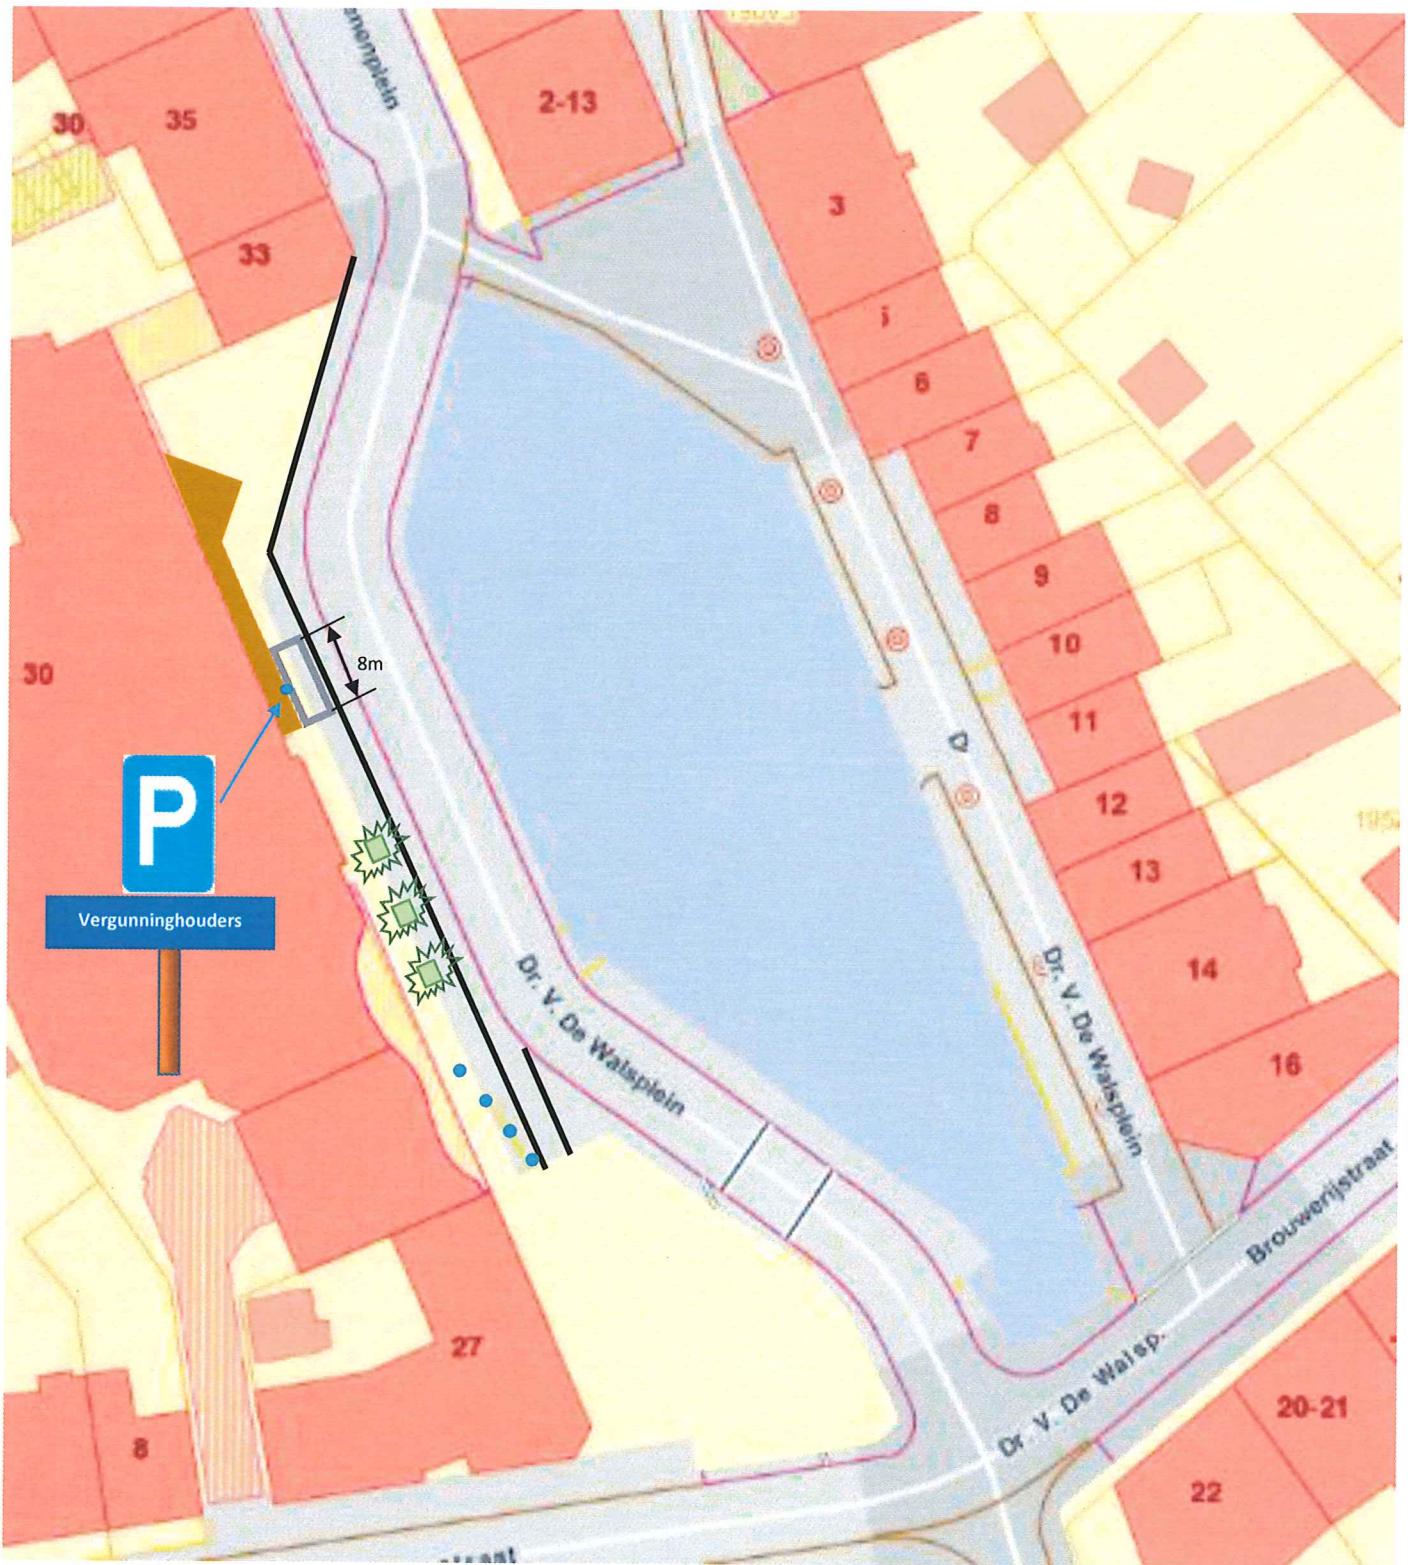 2-13
30
35
3
33
6
7
8
9
10
30
8m
11
12
P
13
Vergunninghouders
14
Dr. V. De Walsplein
Dr. V. De Walsplein
16
Brouwerijstraat
27
Dr. V. De Walsp.
20-21
8
22